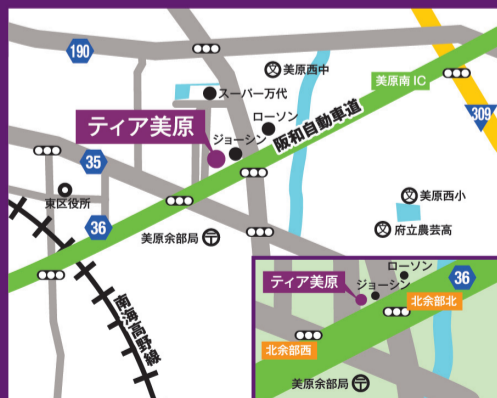 190
美原西中
スーパー万代
美原南 IC
309
ローソン
ティア美原
ジョーシン
阪和自動車道
35
東区役所
美原西小
府立農芸高
36
美原余部局
南海高野線
ローソン
ティア美原
ジョーシン
36
北余部北
北余部西
美原余部局